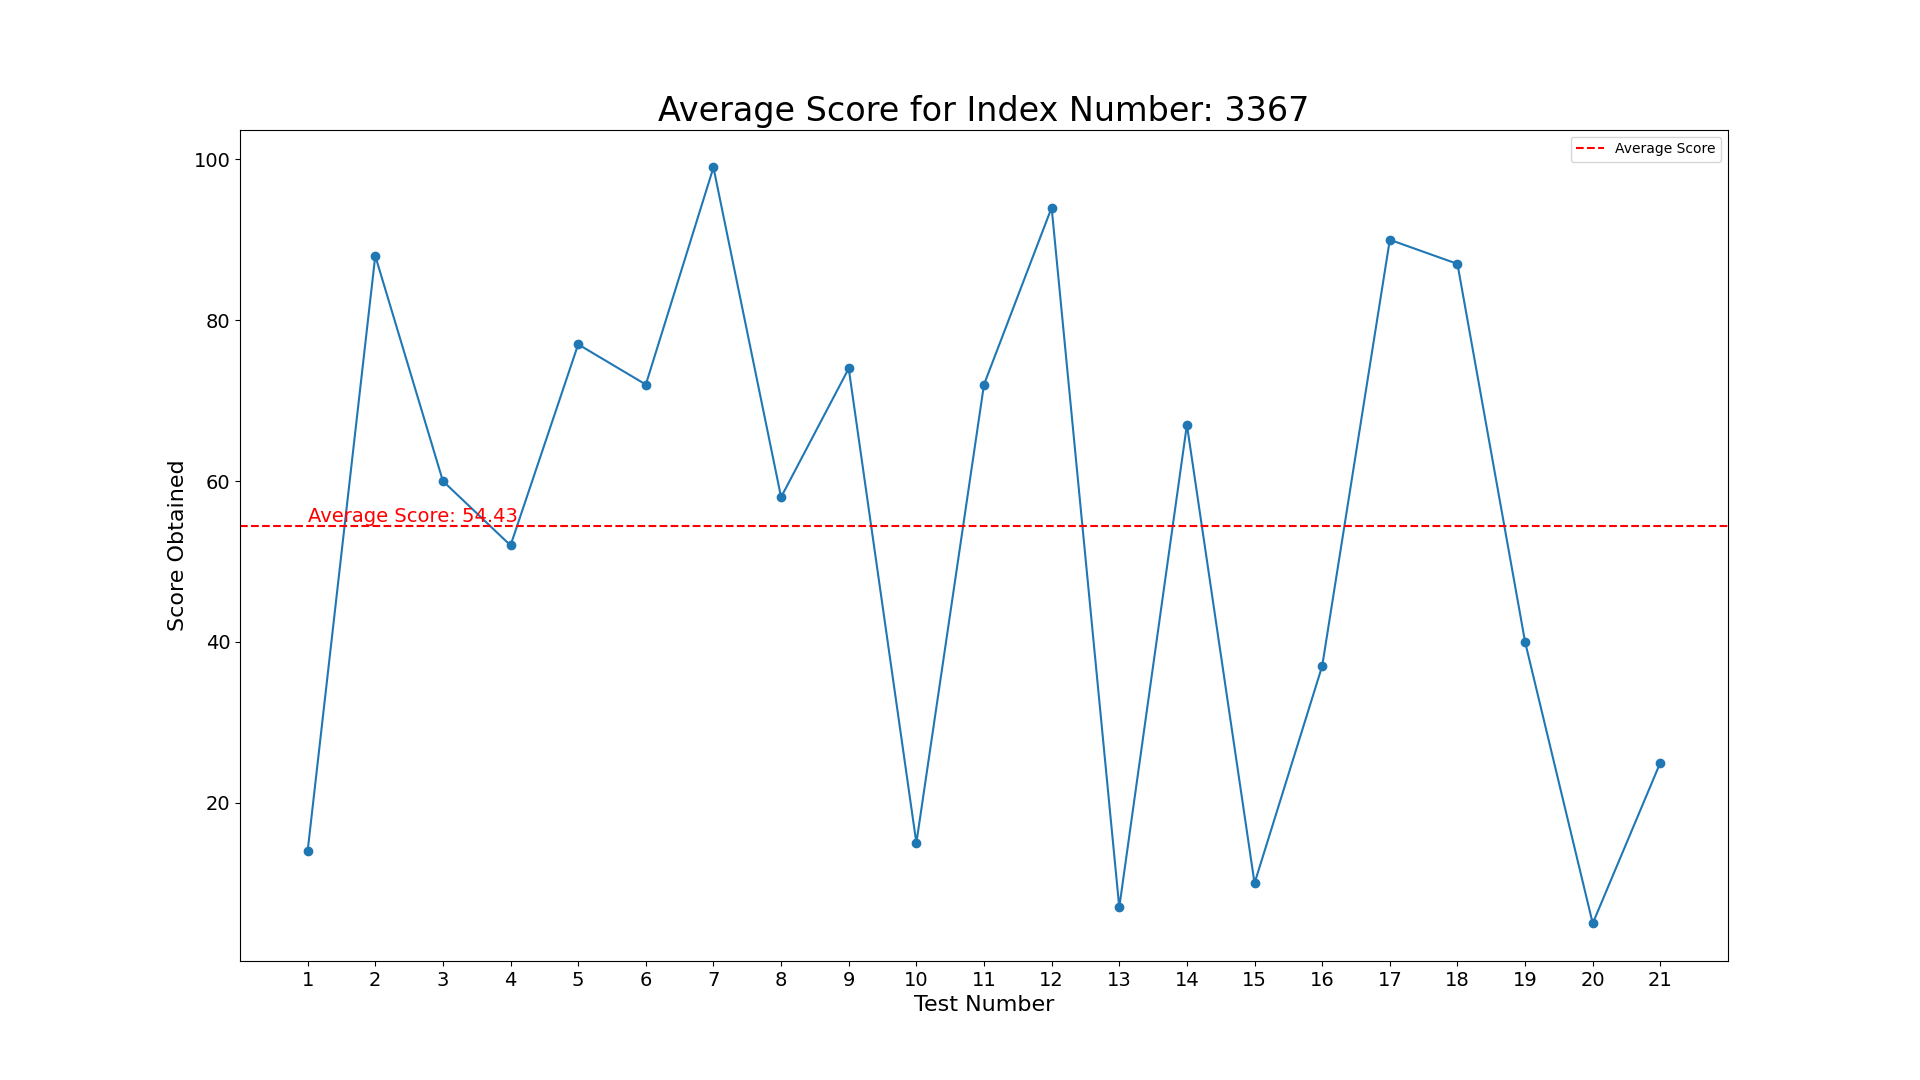 Average Score for Index Number: 3367
Average Score
100
80
60
40
20
Score Obtained
Average Score: 54.43
1 2 3 4 5 6 7 8 9 10 11 12 13 14 15 16 17 18 19 20 21
Test Number